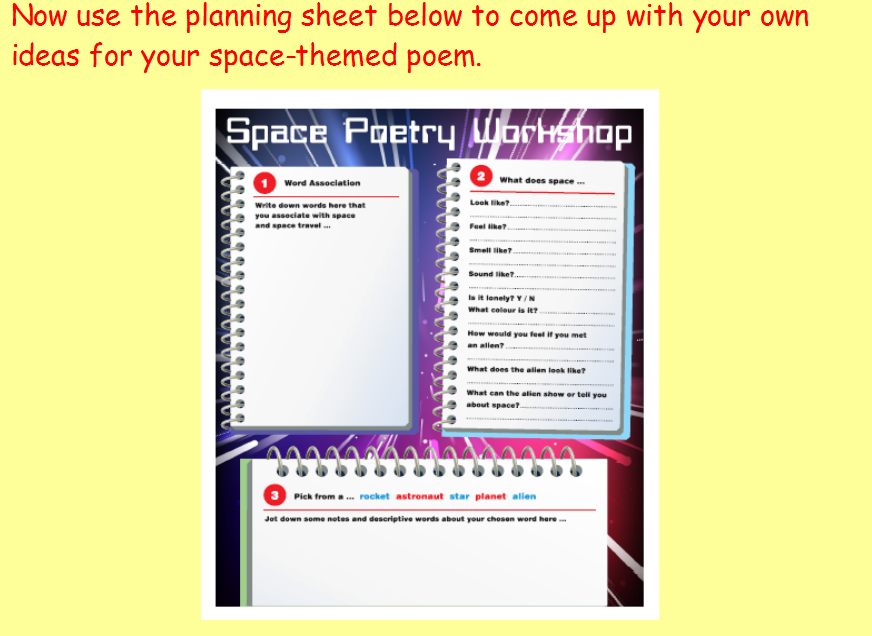 Now use the planning sheet below to come up with your own
ideas for your space-themed poem.
Space Poetry Workshop
1 Word Association
Write down words here that
you associate with space
and space travel ...
2 What does space ...
Look like?
Feel like?
Smell like?
Sound like?
Is it lonely? Y / N
What colour is it?
How would you feel if you met
an alien?
What does the alien look like?
What can the alien show or tell you
about space?
3 Pick from a ... rocket astronaut star planet alien
Jot down some notes and descriptive words about your chosen word here ...